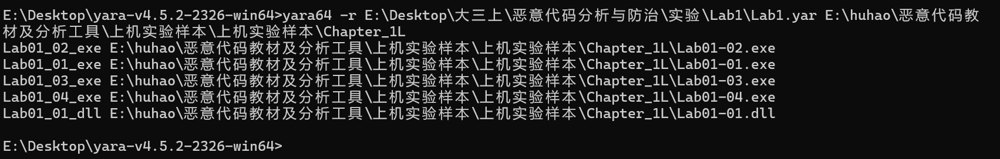 E:\Desktop\yara-v4.5.2-2326-win64>yara64 -r E:\Desktop\大三上\恶意代码分析与防治\实验\Lab1\Lab1.yar E:\huhao\恶意代码教
材及分析工具\上机实验样本\上机实验样本\Chapter_1L
Lab01_02_exe E:\huhao\恶意代码教材及分析工具\上机实验样本\上机实验样本\Chapter_1L\Lab01-02.exe
Lab01_01_exe E:\huhao\恶意代码教材及分析工具\上机实验样本\上机实验样本\Chapter_1L\Lab01-01.exe
Lab01_03_exe E:\huhao\恶意代码教材及分析工具\上机实验样本\上机实验样本\Chapter_1L\Lab01-03.exe
Lab01_04_exe E:\huhao\恶意代码教材及分析工具\上机实验样本\上机实验样本\Chapter_1L\Lab01-04.exe
Lab01_01_dll E:\huhao\恶意代码教材及分析工具\上机实验样本\上机实验样本\Chapter_1L\Lab01-01.dll
E:\Desktop\yara-v4.5.2-2326-win64>